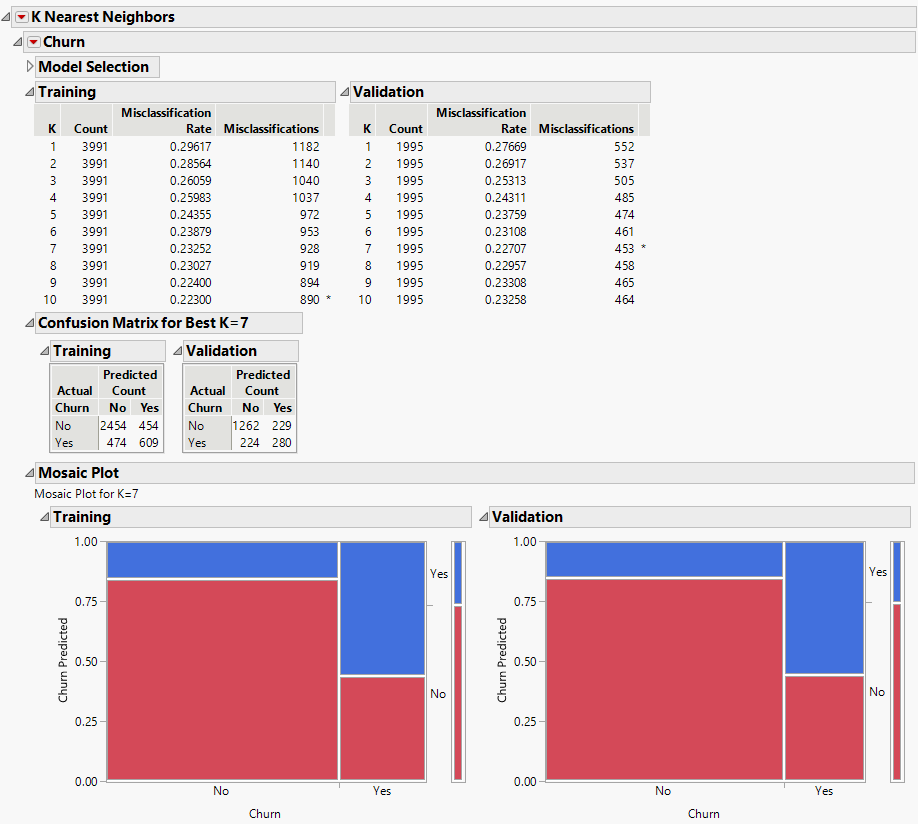 K Nearest Neighbors
Churn
Model Selection
Training
Misclassification
K Count Rate Misclassifications
1 3991 0.29617 1182
2 3991 0.28564 1140
3 3991 0.26059 1040
4 3991 0.25983 1037
5 3991 0.24355 972
6 3991 0.23879 953
7 3991 0.23252 928
8 3991 0.23027 919
9 3991 0.22400 894
10 3991 0.22300 890 *
Validation
Misclassification
K Count Rate Misclassifications
1 1995 0.27669 552
2 1995 0.26917 537
3 1995 0.25313 505
4 1995 0.24311 485
5 1995 0.23759 474
6 1995 0.23108 461
7 1995 0.22707 453 *
8 1995 0.22957 458
9 1995 0.23308 465
10 1995 0.23258 464
Confusion Matrix for Best K=7
Training
Predicted
Actual Count
Churn No Yes
No 2454 454
Yes 474 609
Validation
Predicted
Actual Count
Churn No Yes
No 1262 229
Yes 224 280
Mosaic Plot
Mosaic Plot for K=7
Training
Churn Predicted
1.00
0.75
0.50
0.25
0.00
Yes
No
No Yes
Churn
Validation
Churn Predicted
1.00
0.75
0.50
0.25
0.00
Yes
No
No Yes
Churn